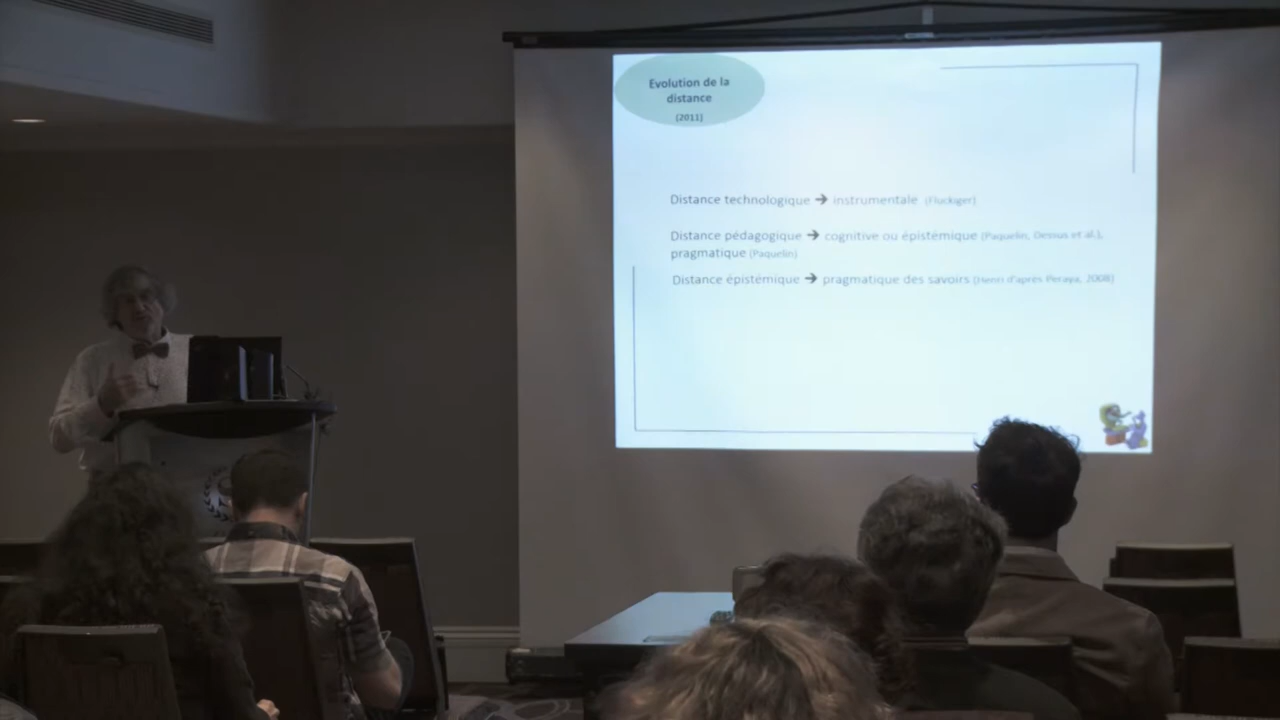 Evolution de la
distance
(2011)
Distance technologique ➔ instrumentale (Fluckiger)
Distance pédagogique ➔ cognitive ou épistémique (Paquelin; Dessus et al.),
pragmatique (Paquelin)
Distance épistémique ➔ pragmatique des savoirs (Henri d'après Peraya, 2008)